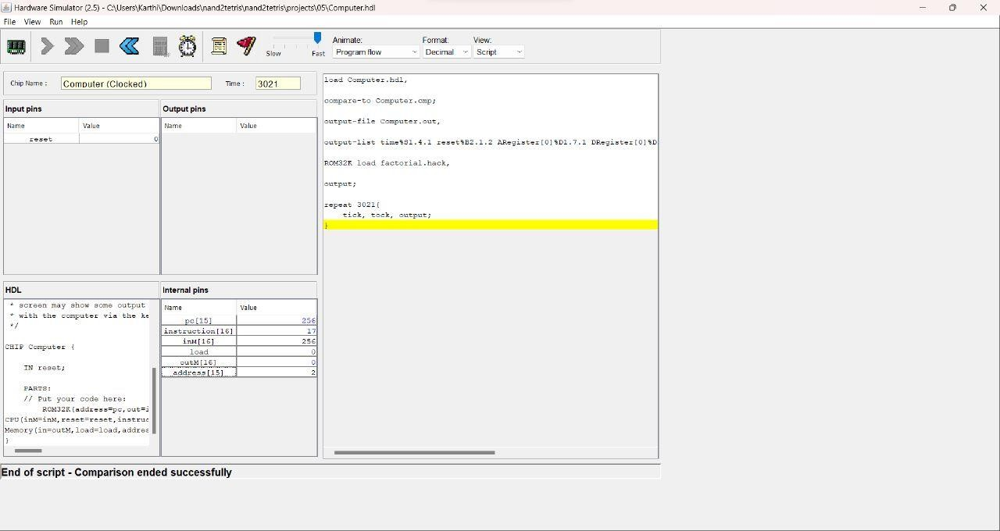 Hardware Simulator (2.5) - C:\Users\Karthi\Downloads\nand2tetris\nand2tetris\projects\05\Computer.hdl
File View Run Help
Animate: Format: View:
Slow Fast Program flow Decimal Script
Chip Name : Computer (Clocked) Time : 3021
Input pins
Name Value
reset 0
Output pins
Name Value
HDL
* screen may show some output
* with the computer via the ke
*/
CHIP Computer {
IN reset;
PARTS:
// Put your code here:
ROM32K(address=pc,out=i
CPU(inM=inM,reset=reset,instruc
Memory(in=outM,load=load,addres
}
Internal pins
Name Value
pc[15] 256
instruction[16] 17
inM[16] 256
load 0
outM[16] 0
address[15] 2
load Computer.hdl,
compare-to Computer.cmp;
output-file Computer.out,
output-list time%S1.4.1 reset%B2.1.2 ARegister[0]%D1.7.1 DRegister[0]%D
ROM32K load factorial.hack,
output;
repeat 3021{
tick, tock, output;
}
End of script - Comparison ended successfully